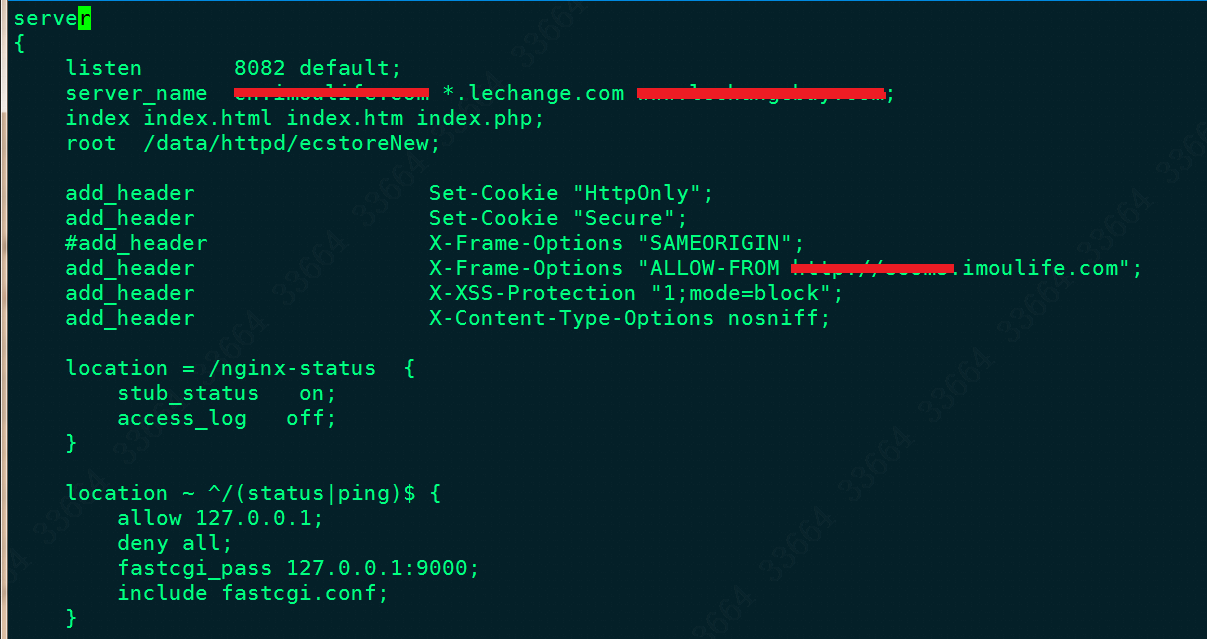 server
{
    listen       8082 default;
    server_name  *.lechange.com ;
    index index.html index.htm index.php;
    root  /data/httpd/ecstoreNew;
    add_header                  Set-Cookie "HttpOnly";
    add_header                  Set-Cookie "Secure";
    #add_header                 X-Frame-Options "SAMEORIGIN";
    add_header                  X-Frame-Options "ALLOW-FROM .imoulife.com";
    add_header                  X-XSS-Protection "1;mode=block";
    add_header                  X-Content-Type-Options nosniff;
    location = /nginx-status  {
        stub_status   on;
        access_log   off;
    }
    location ~ ^/(status|ping)$ {
        allow 127.0.0.1;
        deny all;
        fastcgi_pass 127.0.0.1:9000;
        include fastcgi.conf;
    }